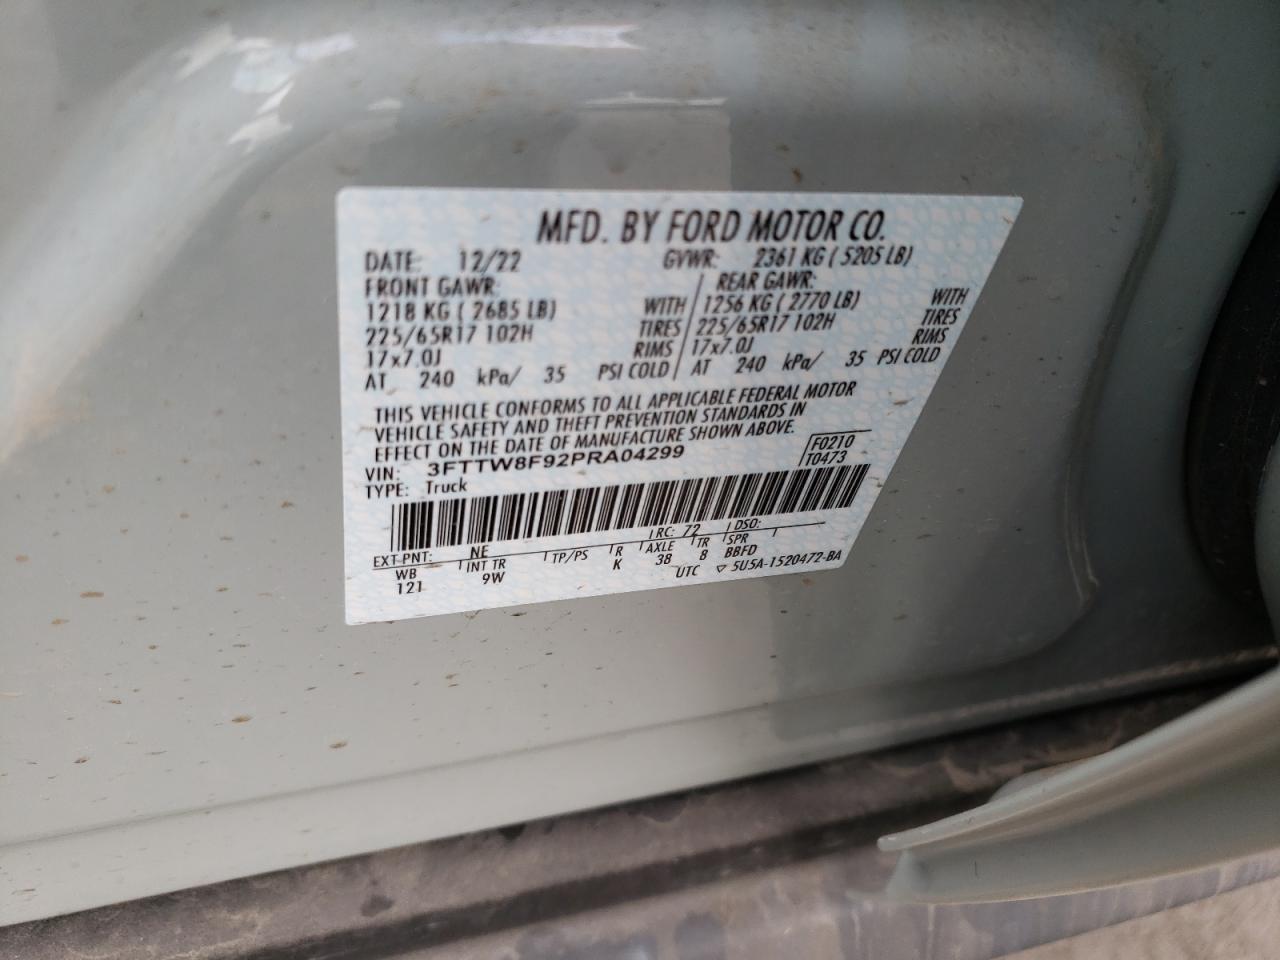 MFD. BY FORD MOTOR CO.
DATE: 12/22 GVWR: 2361 KG ( 5205 LB)
FRONT GAWR: REAR GAWR:
1218 KG ( 2685 LB) WITH 1256 KG ( 2770 LB) WITH
225/65R17 102H TIRES 225/65R17 102H TIRES
17x7.0J RIMS 17x7.0J RIMS
AT 240 kPa/ 35 PSI COLD AT 240 kPa/ 35 PSI COLD
THIS VEHICLE CONFORMS TO ALL APPLICABLE FEDERAL MOTOR
VEHICLE SAFETY AND THEFT PREVENTION STANDARDS IN
EFFECT ON THE DATE OF MANUFACTURE SHOWN ABOVE.
VIN: 3FTTW8F92PRA04299 F0210
TYPE: Truck T0473
EXT PNT: NE RC: 72 DSO:
WB INT TR TP/PS R AXLE TR SPR
121 9W K 38 8 BBFD
UTC ▽ 5U5A-1520472-BA